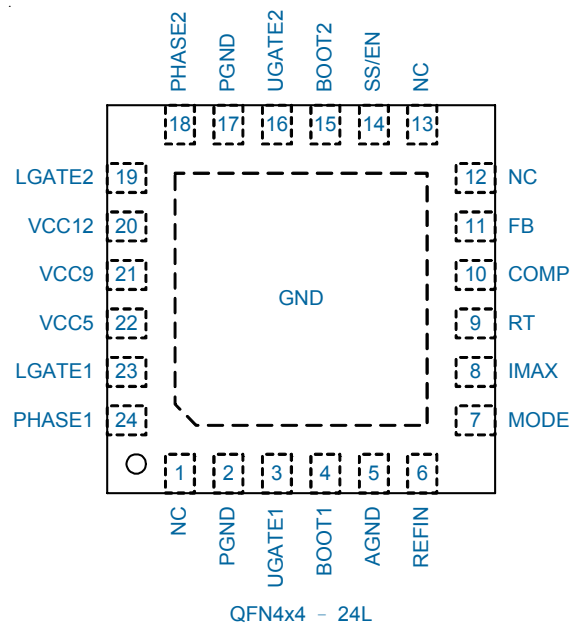 PHASE2
PGND
UGATE2
BOOT2
SS/EN
NC
18
17
16
15
14
13
LGATE2 19
12 NC
VCC12 20
11 FB
VCC9 21
10 COMP
GND
VCC5 22
9 RT
LGATE1 23
8 IMAX
PHASE1 24
7 MODE
1
2
3
4
5
6
NC
PGND
UGATE1
BOOT1
AGND
REFIN
QFN4x4 – 24L